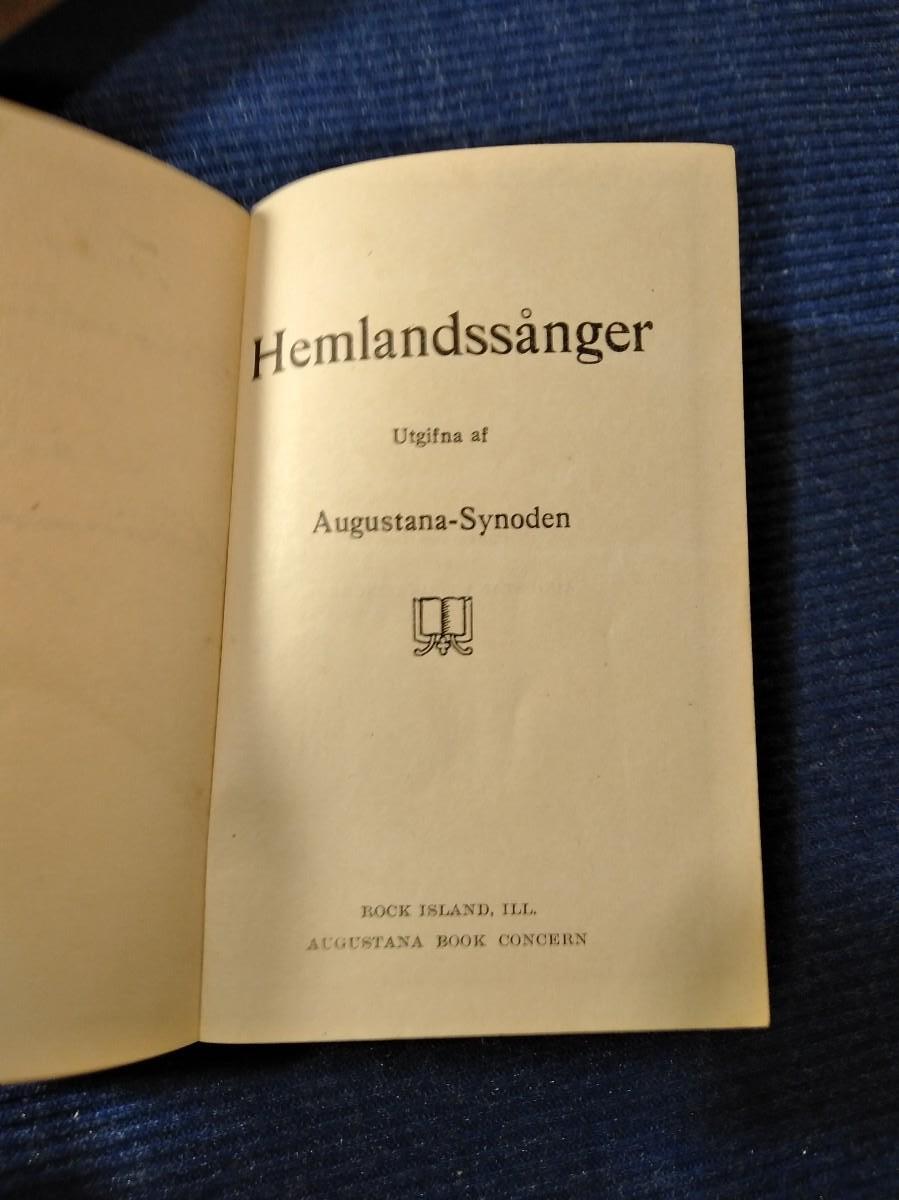 Hemlandssånger
Utgifna af
Augustana-Synoden
ROCK ISLAND, ILL.
AUGUSTANA BOOK CONCERN